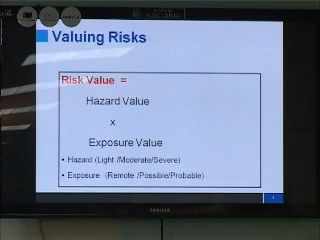 Valuing Risks
Risk Value =
Hazard Value
x
Exposure Value
• Hazard (Light /Moderate/Severe)
• Exposure (Remote /Possible/Probable)
SAMSUNG